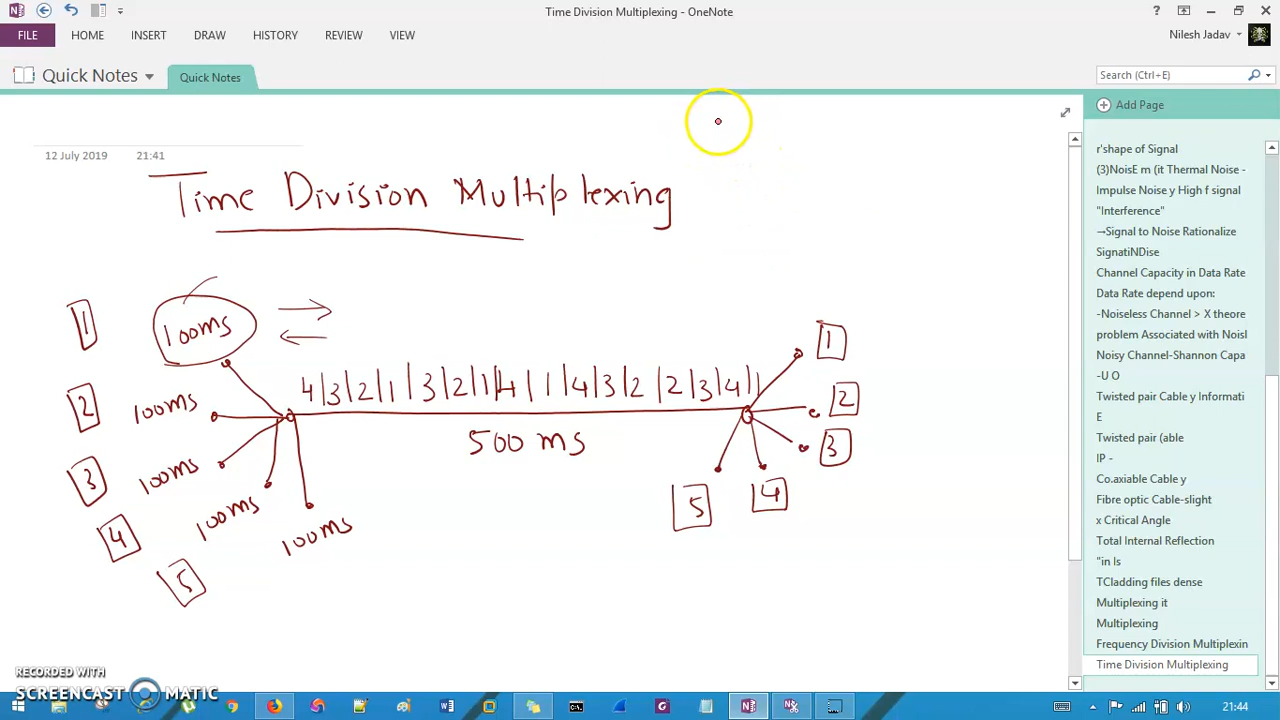 Time Division Multiplexing - OneNote
FILE HOME INSERT DRAW HISTORY REVIEW VIEW
Nilesh Jadav
Quick Notes Quick Notes
Search (Ctrl+E)
Add Page
12 July 2019 21:41
Time Division Multiplexing
1 100ms
2 100ms
3 100ms
4 100ms
5 100ms
4|3|2|1|3|2|1|4|1|4|3|2|2|3|4|1
500 ms
1
2
3
4
5
r'shape of Signal
(3)NoisE m (it Thermal Noise -
Impulse Noise y High f signal
"Interference"
→Signal to Noise Rationalize
SignatiNDise
Channel Capacity in Data Rate
Data Rate depend upon:
-Noiseless Channel > X theore
problem Associated with Noisl
Noisy Channel-Shannon Capa
-U O
Twisted pair Cable y Informati
E
Twisted pair (able
IP -
Co.axiable Cable y
Fibre optic Cable-slight
x Critical Angle
Total Internal Reflection
"in ls
TCladding files dense
Multiplexing it
Multiplexing
Frequency Division Multiplexin
Time Division Multiplexing
RECORDED WITH
SCREENCAST MATIC
21:44